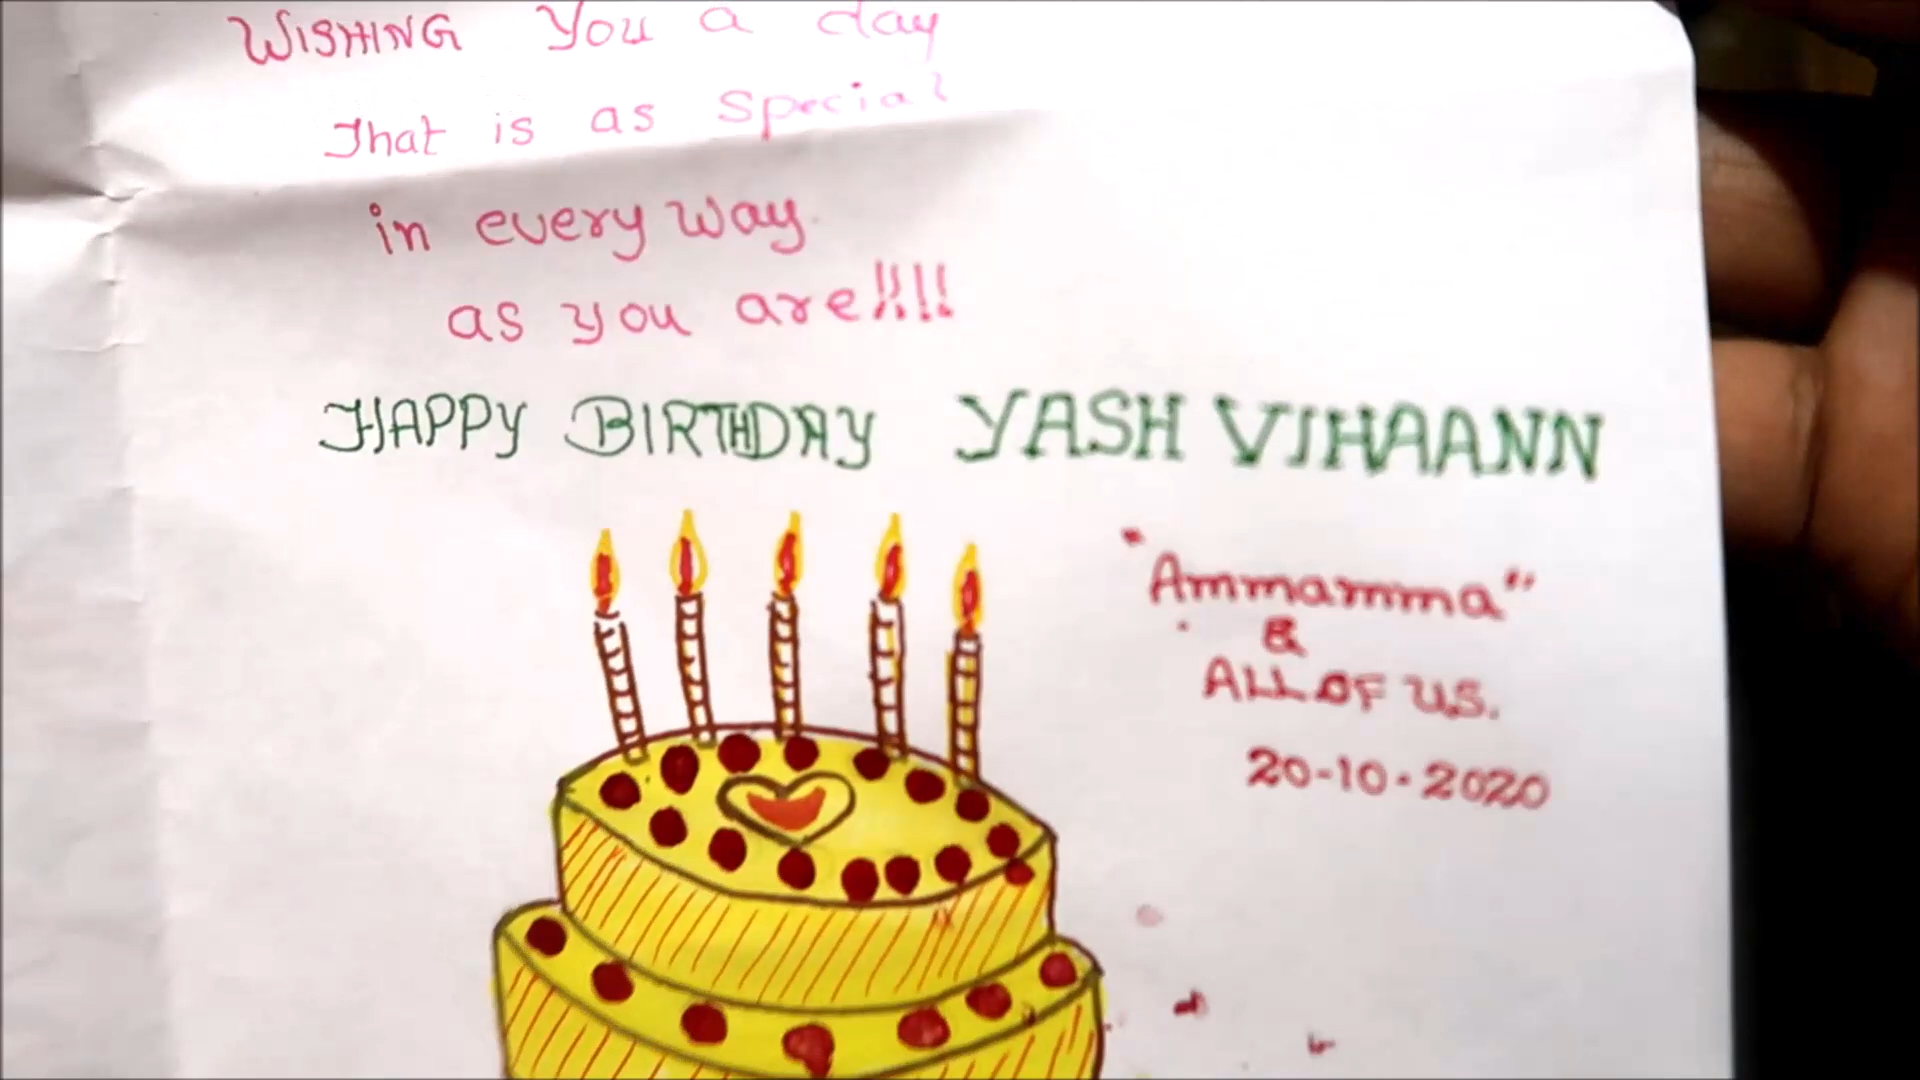 WISHING You a day
That is as special
in every way.
as you are!!!!
HAPPY BIRTHDAY YASH VIHAANN
"Ammamma"
&
ALL OF US.
20-10-2020